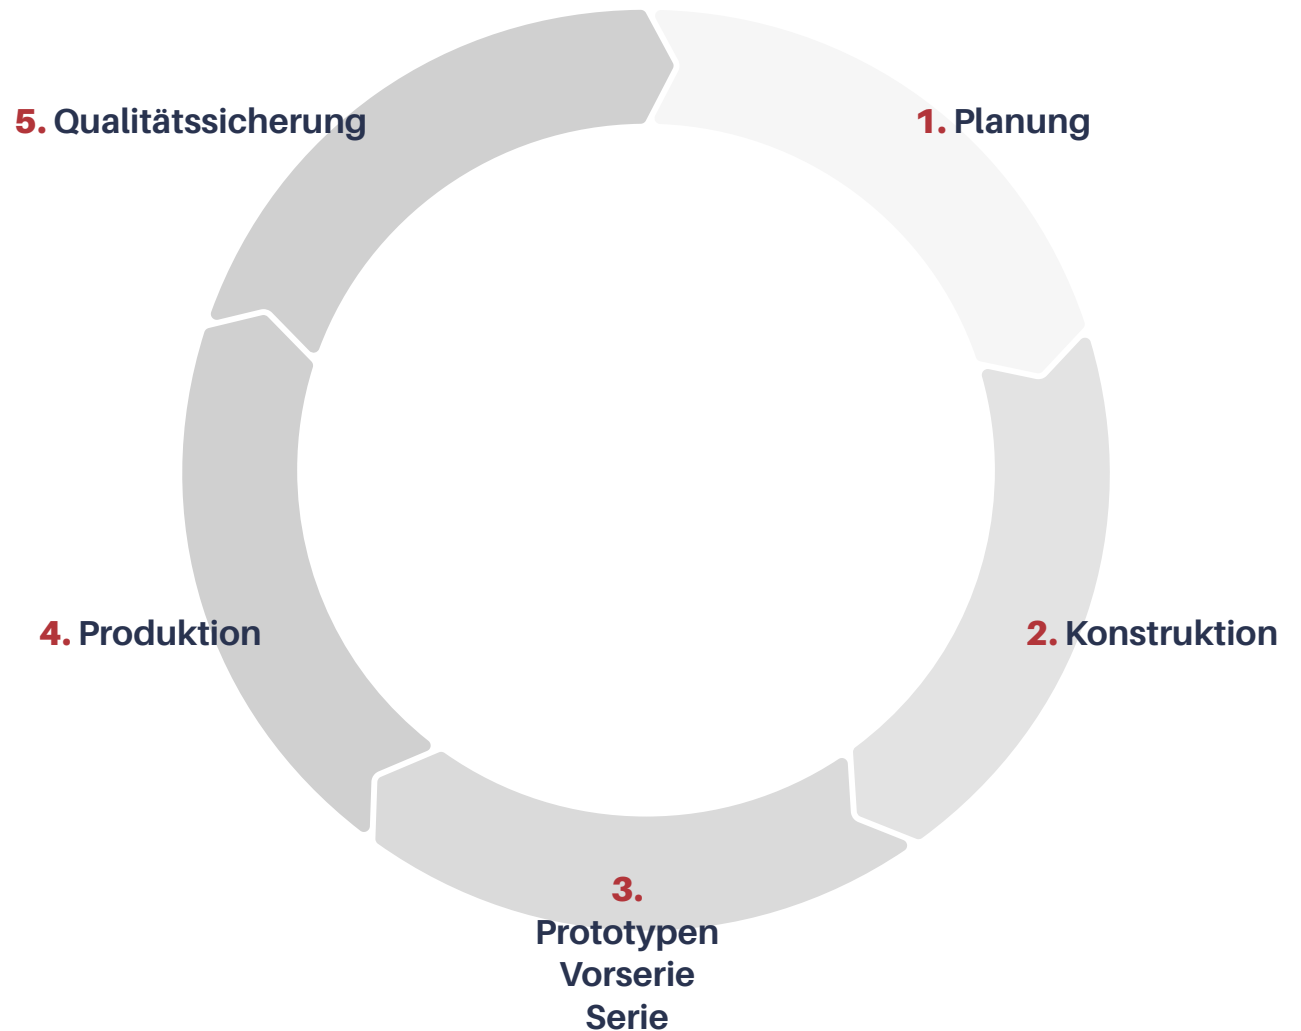 1. Planung
2. Konstruktion
3.
Prototypen
Vorserie
Serie
4. Produktion
5. Qualitätssicherung